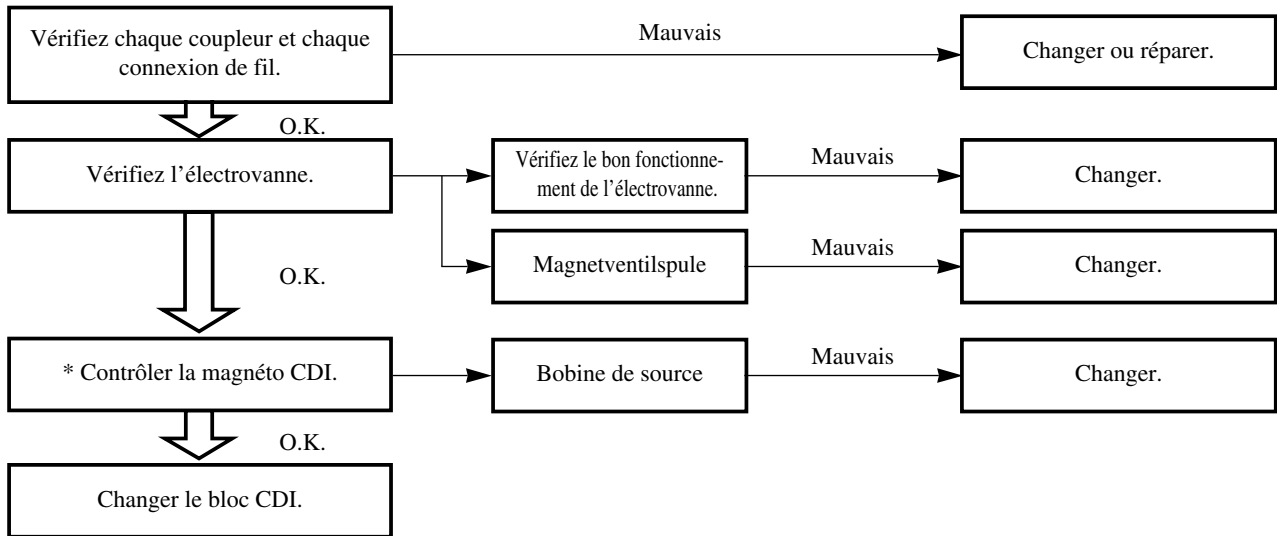 Vérifiez chaque coupleur et chaque
connexion de fil.
Mauvais
Changer ou réparer.
O.K.
Vérifiez l'électrovanne.
Vérifiez le bon fonctionne-
ment de l'électrovanne.
Mauvais
Changer.
Magnetventilspule
Mauvais
Changer.
O.K.
* Contrôler la magnéto CDI.
Bobine de source
Mauvais
Changer.
O.K.
Changer le bloc CDI.